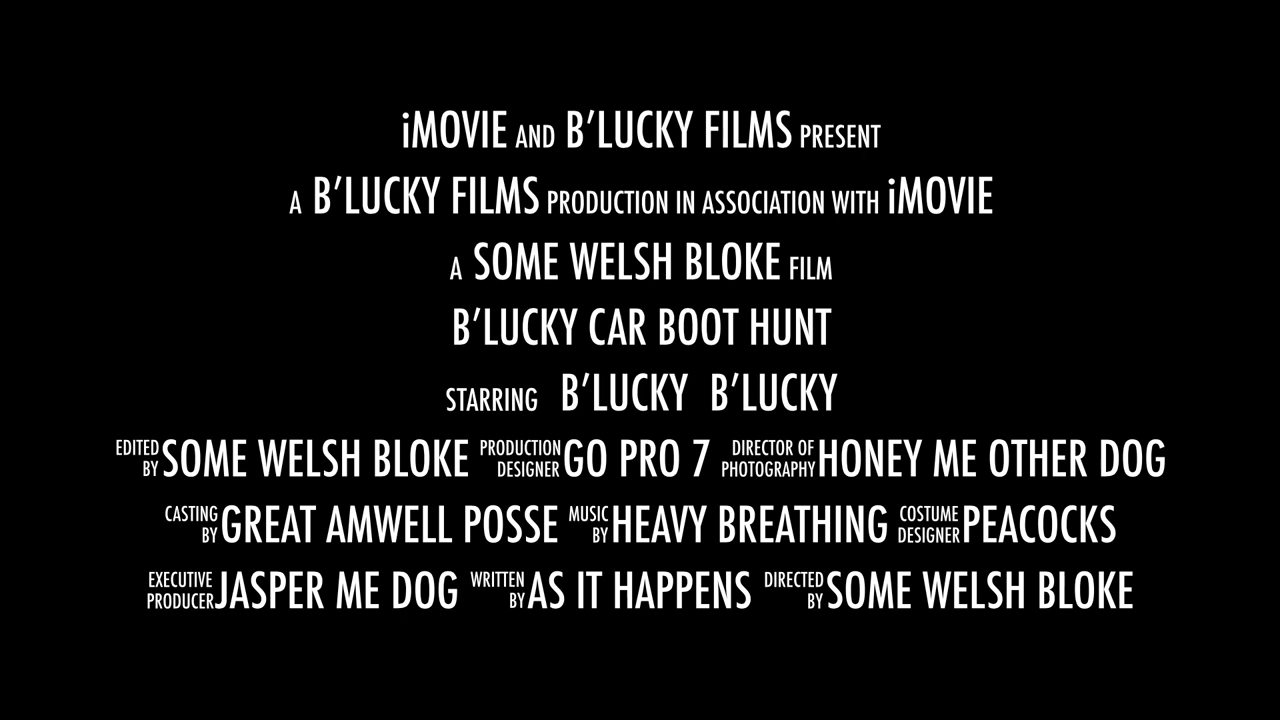 iMOVIE AND B'LUCKY FILMS PRESENT
A B'LUCKY FILMS PRODUCTION IN ASSOCIATION WITH iMOVIE
A SOME WELSH BLOKE FILM
B'LUCKY CAR BOOT HUNT
STARRING B'LUCKY B'LUCKY
EDITED BY SOME WELSH BLOKE PRODUCTION DESIGNER GO PRO 7 DIRECTOR OF PHOTOGRAPHY HONEY ME OTHER DOG
CASTING BY GREAT AMWELL POSSE MUSIC BY HEAVY BREATHING COSTUME DESIGNER PEACOCKS
EXECUTIVE PRODUCER JASPER ME DOG WRITTEN BY AS IT HAPPENS DIRECTED BY SOME WELSH BLOKE